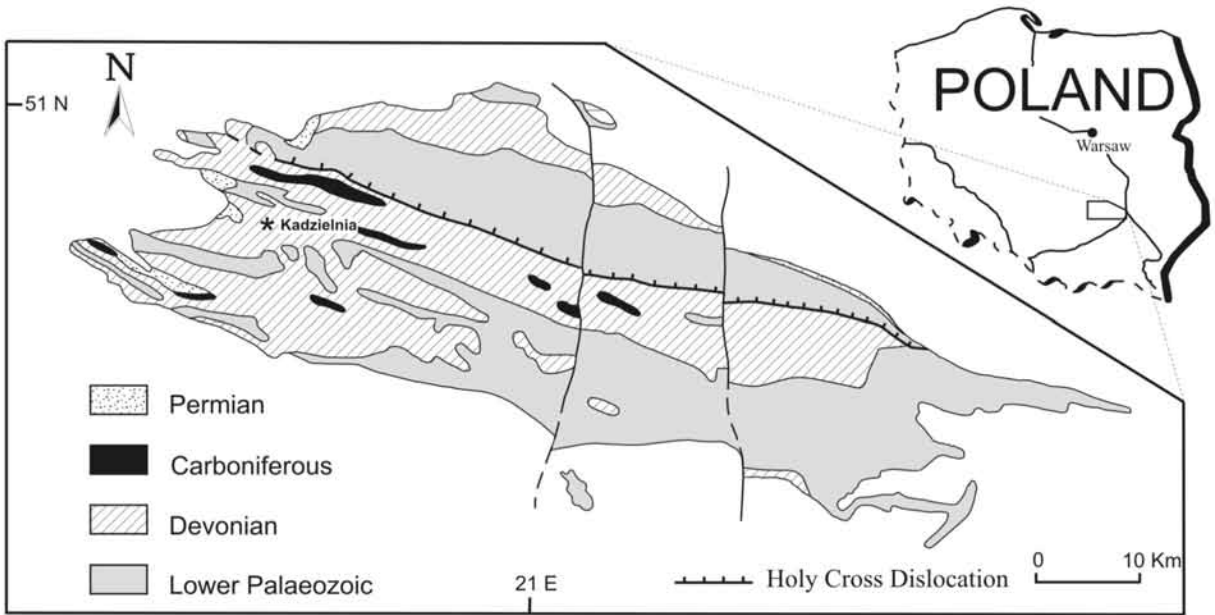 N
51 N
POLAND
Warsaw
Kadzielnia
Permian
Carboniferous
Devonian
Lower Palaeozoic
21 E
Holy Cross Dislocation
0 10 Km